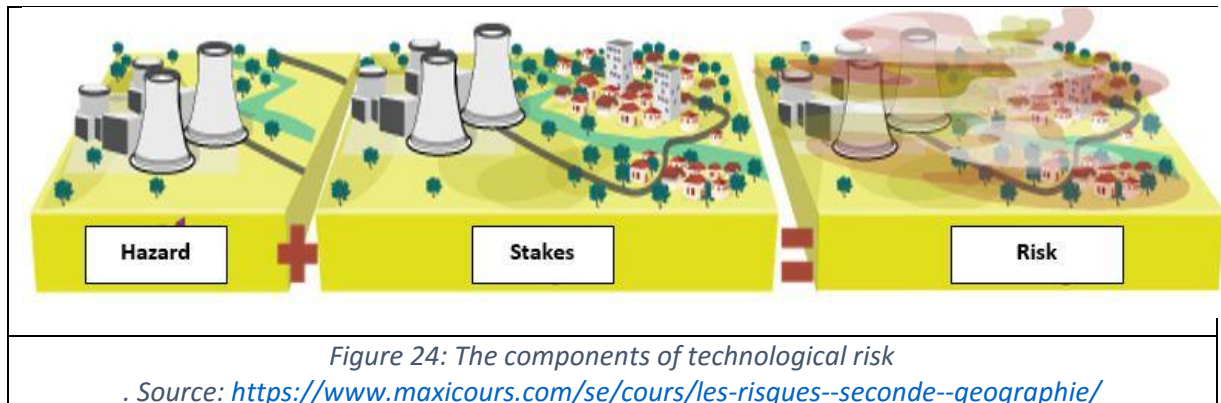 Hazard
Stakes
Risk
Figure 24: The components of technological risk
. Source: https://www.maxicours.com/se/cours/les-risques--seconde--geographie/